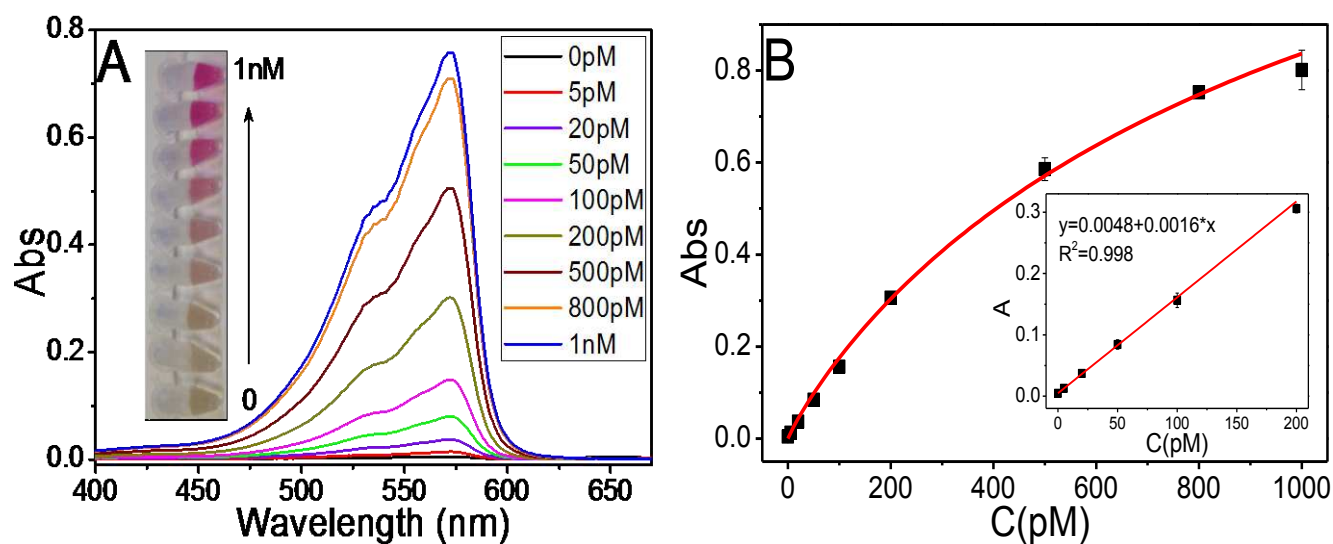 A
1nM
0
0pM
5pM
20pM
50pM
100pM
200pM
500pM
800pM
1nM
0.8
0.6
0.4
0.2
0.0
Abs
400
450
500
550
600
650
Wavelength (nm)
B
0.8
0.6
0.4
0.2
0.0
Abs
0
200
400
600
800
1000
C(pM)
y=0.0048+0.0016*x
R²=0.998
0.3
0.2
0.1
0.0
A
0
50
100
150
200
C(pM)